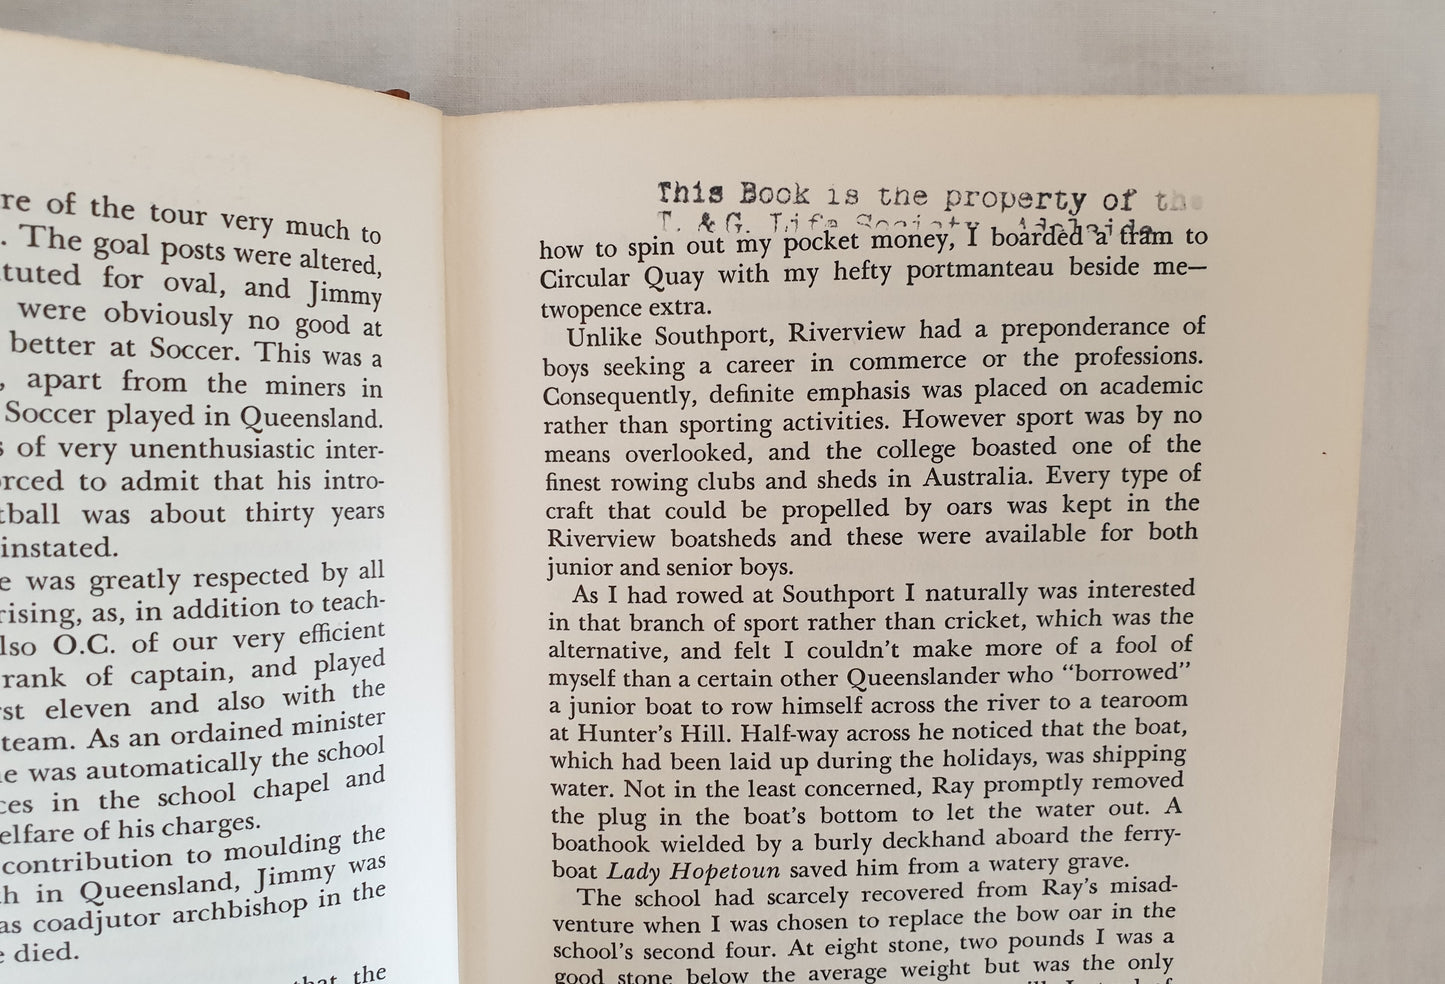 re of the tour very much to
. The goal posts were altered,
tuted for oval, and Jimmy
were obviously no good at
better at Soccer. This was a
, apart from the miners in
Soccer played in Queensland.
s of very unenthusiastic inter-
rced to admit that his intro-
tball was about thirty years
instated.
e was greatly respected by all
rising, as, in addition to teach-
lso O.C. of our very efficient
rank of captain, and played
rst eleven and also with the
team. As an ordained minister
he was automatically the school
ces in the school chapel and
elfare of his charges.
contribution to moulding the
th in Queensland, Jimmy was
as coadjutor archbishop in the
e died.
that the
This Book is the property of the
T. & G. Life Society, Adelaide
how to spin out my pocket money, I boarded a tram to
Circular Quay with my hefty portmanteau beside me—
twopence extra.
Unlike Southport, Riverview had a preponderance of
boys seeking a career in commerce or the professions.
Consequently, definite emphasis was placed on academic
rather than sporting activities. However sport was by no
means overlooked, and the college boasted one of the
finest rowing clubs and sheds in Australia. Every type of
craft that could be propelled by oars was kept in the
Riverview boatsheds and these were available for both
junior and senior boys.
As I had rowed at Southport I naturally was interested
in that branch of sport rather than cricket, which was the
alternative, and felt I couldn't make more of a fool of
myself than a certain other Queenslander who “borrowed”
a junior boat to row himself across the river to a tearoom
at Hunter's Hill. Half-way across he noticed that the boat,
which had been laid up during the holidays, was shipping
water. Not in the least concerned, Ray promptly removed
the plug in the boat's bottom to let the water out. A
boathook wielded by a burly deckhand aboard the ferry-
boat Lady Hopetoun saved him from a watery grave.
The school had scarcely recovered from Ray's misad-
venture when I was chosen to replace the bow oar in the
school's second four. At eight stone, two pounds I was a
good stone below the average weight but was the only